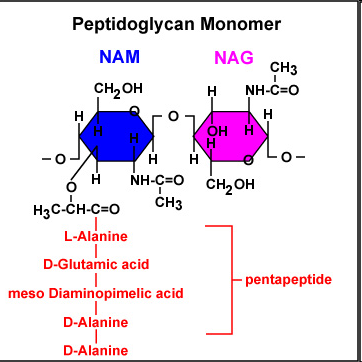 Peptidoglycan Monomer
NAM
NAG
CH3
CH2OH
H
NH-C=O
O
O
H
H
H
H
OH
H
H
H
H
O
O
O
O
H
NH-C=O
CH2OH
H3C-CH-C=O
CH3
L-Alanine
D-Glutamic acid
meso Diaminopimelic acid
pentapeptide
D-Alanine
D-Alanine